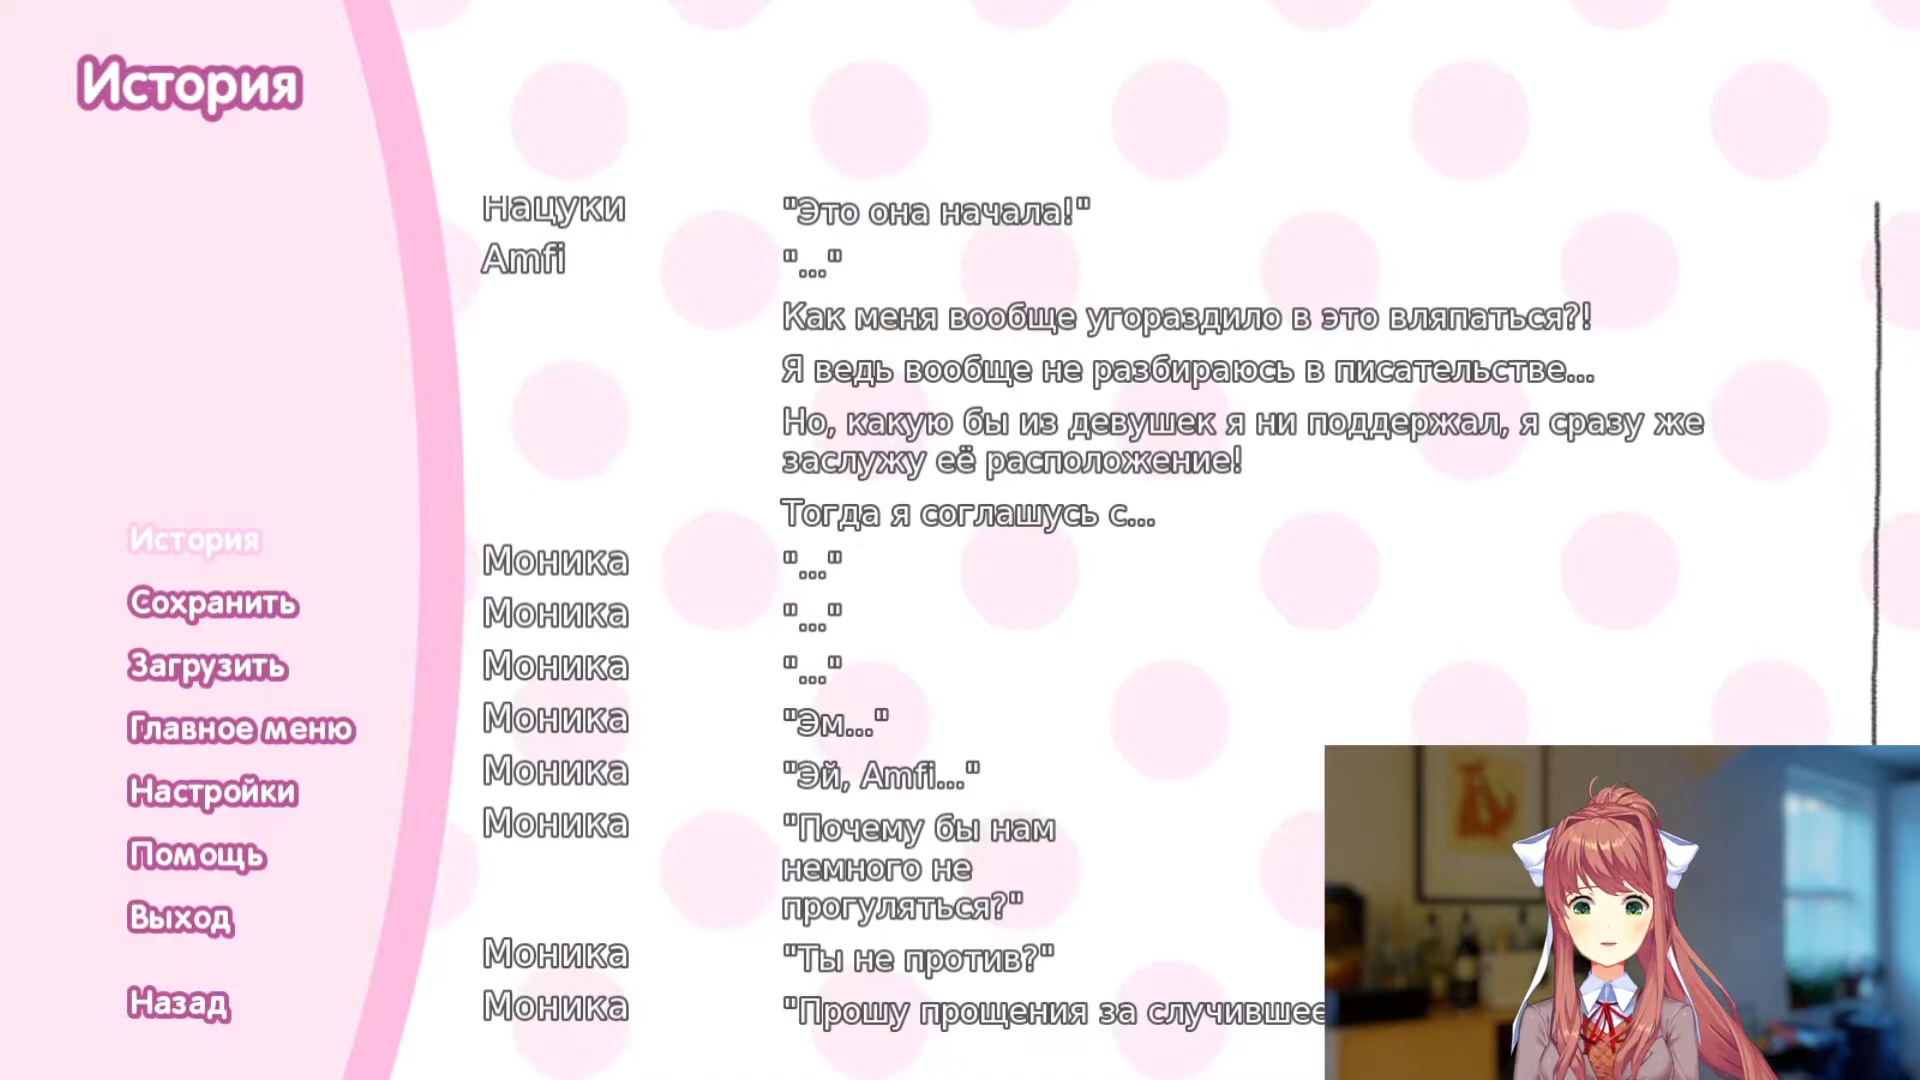 История
Нацуки "Это она начала!"
Amfi "..."
Как меня вообще угораздило в это вляпаться?!
Я ведь вообще не разбираюсь в писательстве...
Но, какую бы из девушек я ни поддержал, я сразу же
заслужу её расположение!
Тогда я соглашусь с...
Моника "..."
Моника "..."
Моника "..."
Моника "Эм..."
Моника "Эй, Amfi..."
Моника "Почему бы нам
немного не
прогуляться?"
Моника "Ты не против?"
Моника "Прошу прощения за случившее
История
Сохранить
Загрузить
Главное меню
Настройки
Помощь
Выход
Назад